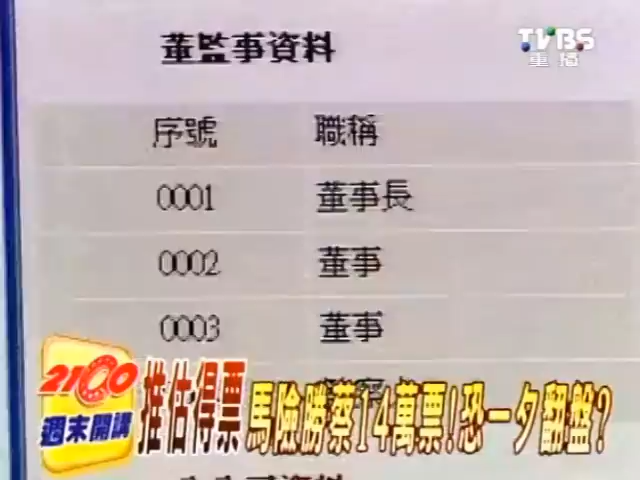 TVBS
重播
董監事資料
序號 職稱
0001 董事長
0002 董事
0003 董事
2100
週末開講
推估得票 馬險勝蔡14萬票!恐一夕翻盤?